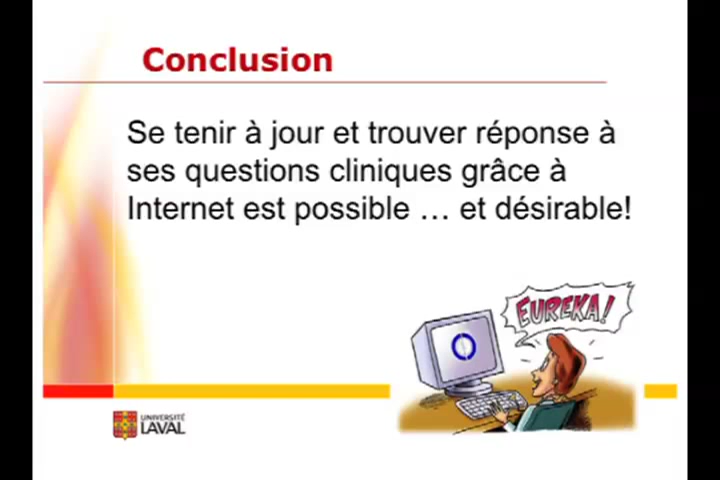 Conclusion
Se tenir à jour et trouver réponse à
ses questions cliniques grâce à
Internet est possible … et désirable!
EUREKA!
UNIVERSITÉ
LAVAL